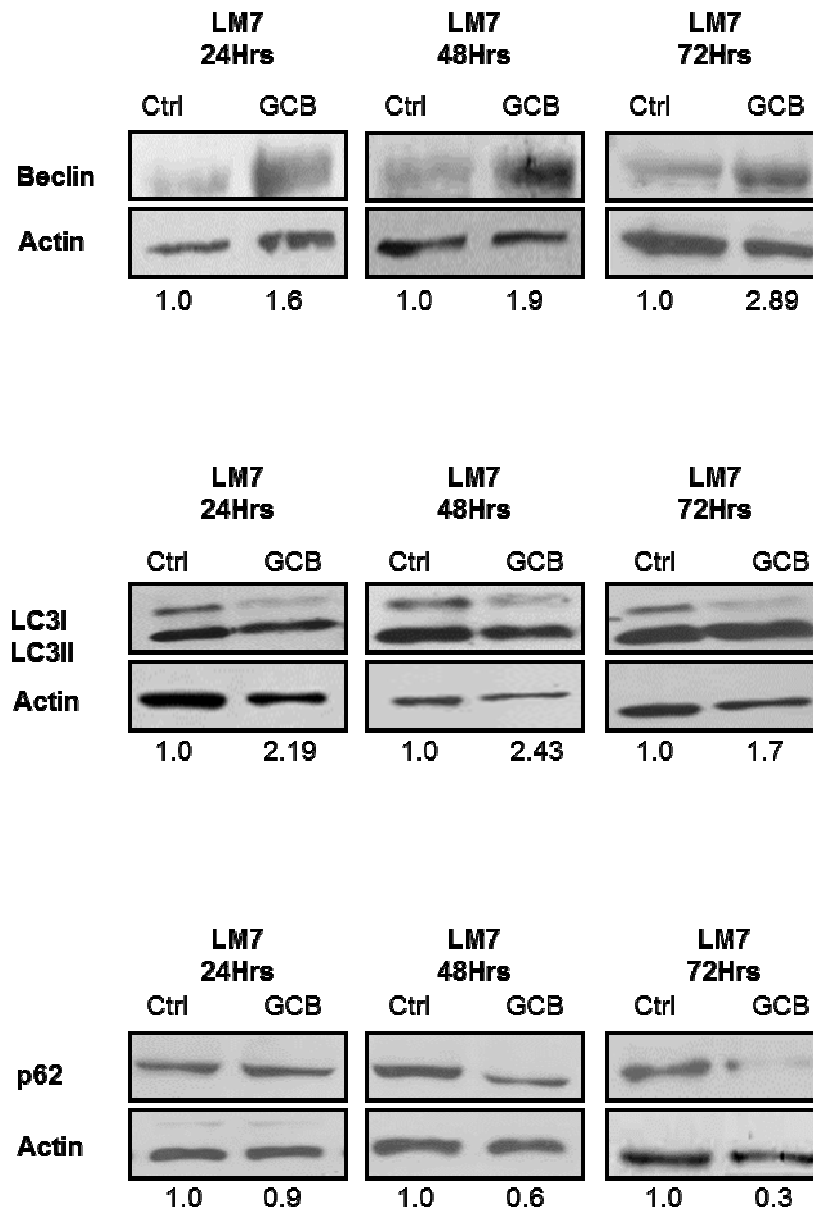 LM7 LM7 LM7
24Hrs 48Hrs 72Hrs
Ctrl GCB Ctrl GCB Ctrl GCB
Beclin
Actin
1.0 1.6 1.0 1.9 1.0 2.89
LM7 LM7 LM7
24Hrs 48Hrs 72Hrs
Ctrl GCB Ctrl GCB Ctrl GCB
LC3I
LC3II
Actin
1.0 2.19 1.0 2.43 1.0 1.7
LM7 LM7 LM7
24Hrs 48Hrs 72Hrs
Ctrl GCB Ctrl GCB Ctrl GCB
p62
Actin
1.0 0.9 1.0 0.6 1.0 0.3